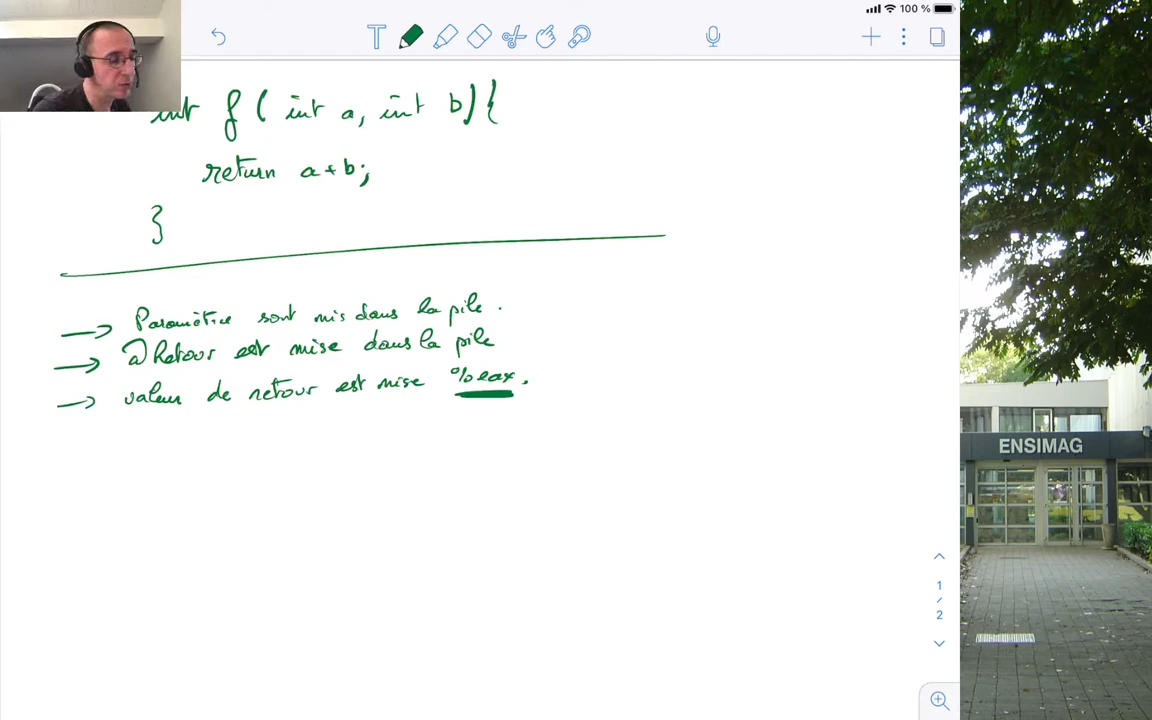 100 %
int f ( int a, int b) {
return a + b;
}
→ Paramètre sont mis dans la pile.
→ @ Retour est mise dans la pile
→ valeur de retour est mise %eax.
1
/
2
ENSIMAG